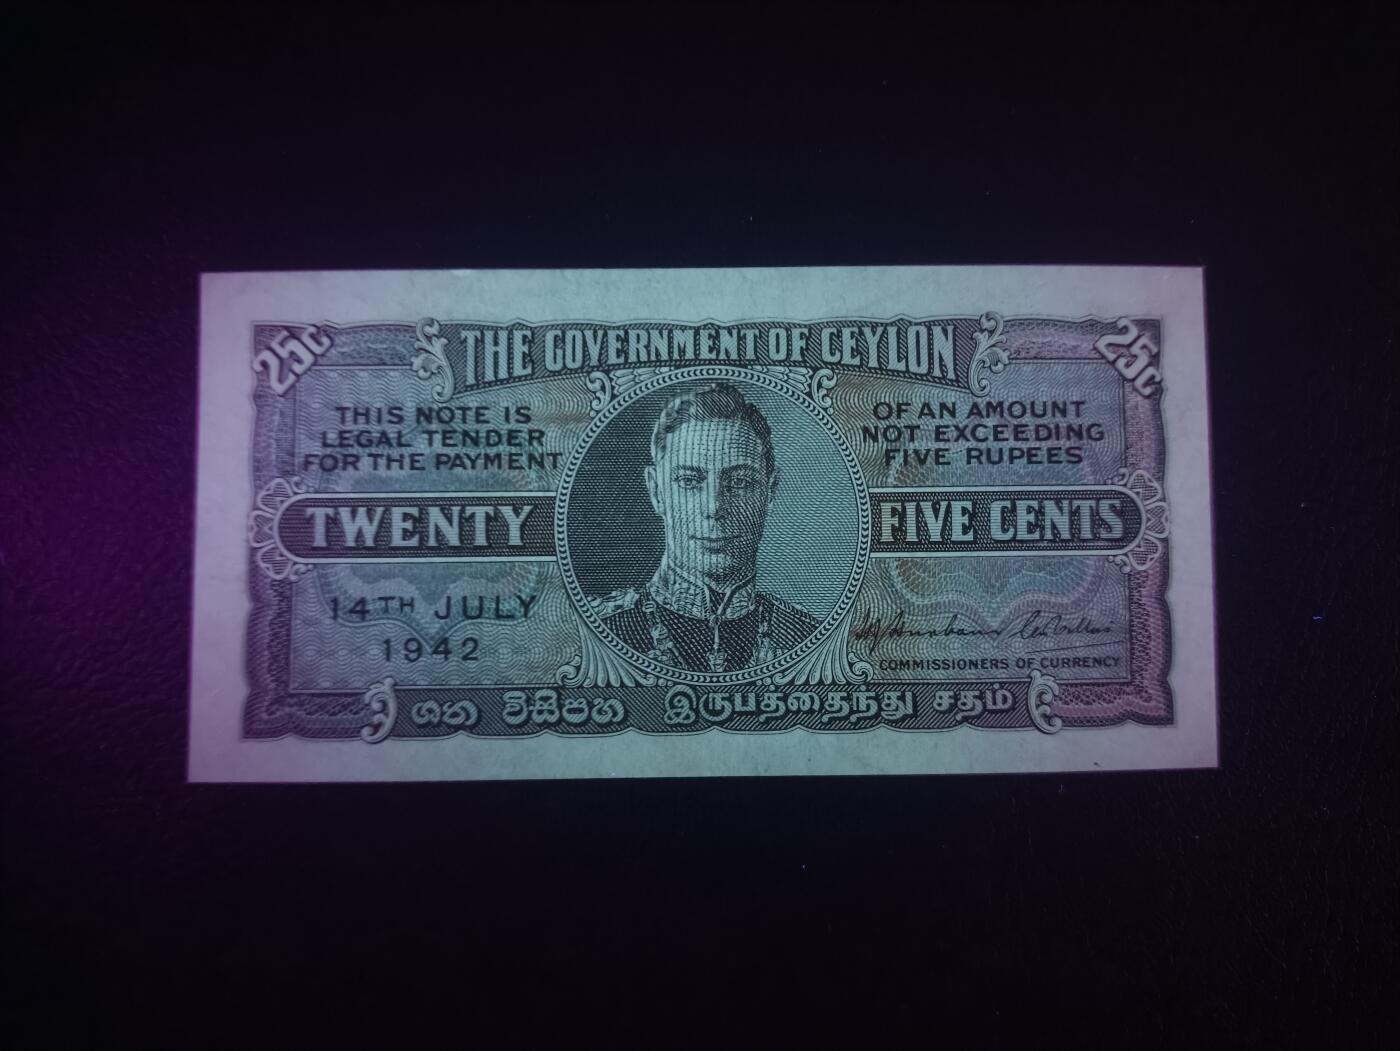 25C
THE GOVERNMENT OF CEYLON
25C
THIS NOTE IS
LEGAL TENDER
FOR THE PAYMENT
OF AN AMOUNT
NOT EXCEEDING
FIVE RUPEES
TWENTY
FIVE CENTS
14TH JULY
1942
COMMISSIONERS OF CURRENCY
ශත විසිපහ
இருபத்தைந்து சதம்